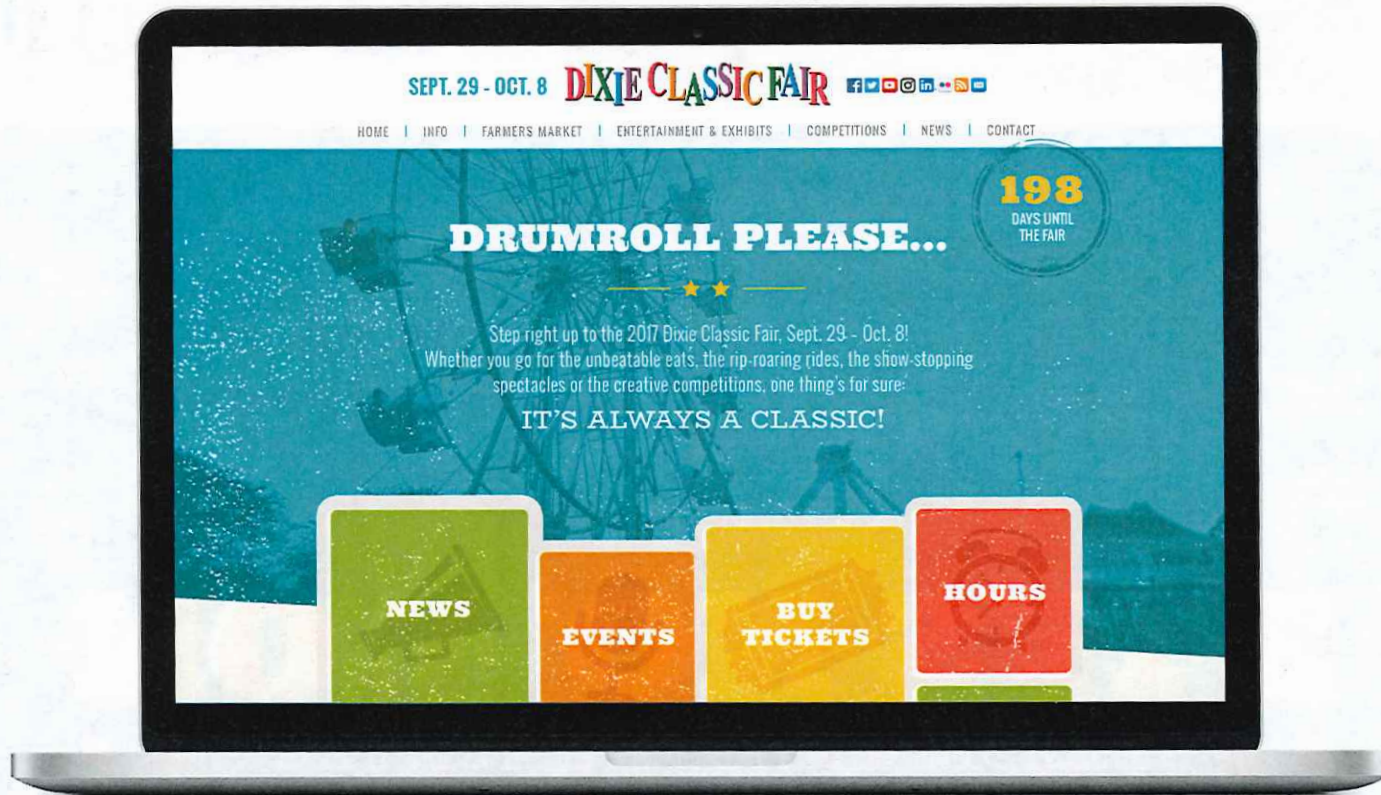 SEPT. 29 - OCT. 8 DIXIE CLASSIC FAIR
HOME | INFO | FARMERS MARKET | ENTERTAINMENT & EXHIBITS | COMPETITIONS | NEWS | CONTACT
198
DAYS UNTIL
THE FAIR
DRUMROLL PLEASE...
Step right up to the 2017 Dixie Classic Fair, Sept. 29 - Oct. 8!
Whether you go for the unbeatable eats, the rip-roaring rides, the show-stopping
spectacles or the creative competitions, one thing's for sure:
IT'S ALWAYS A CLASSIC!
NEWS
EVENTS
BUY
TICKETS
HOURS